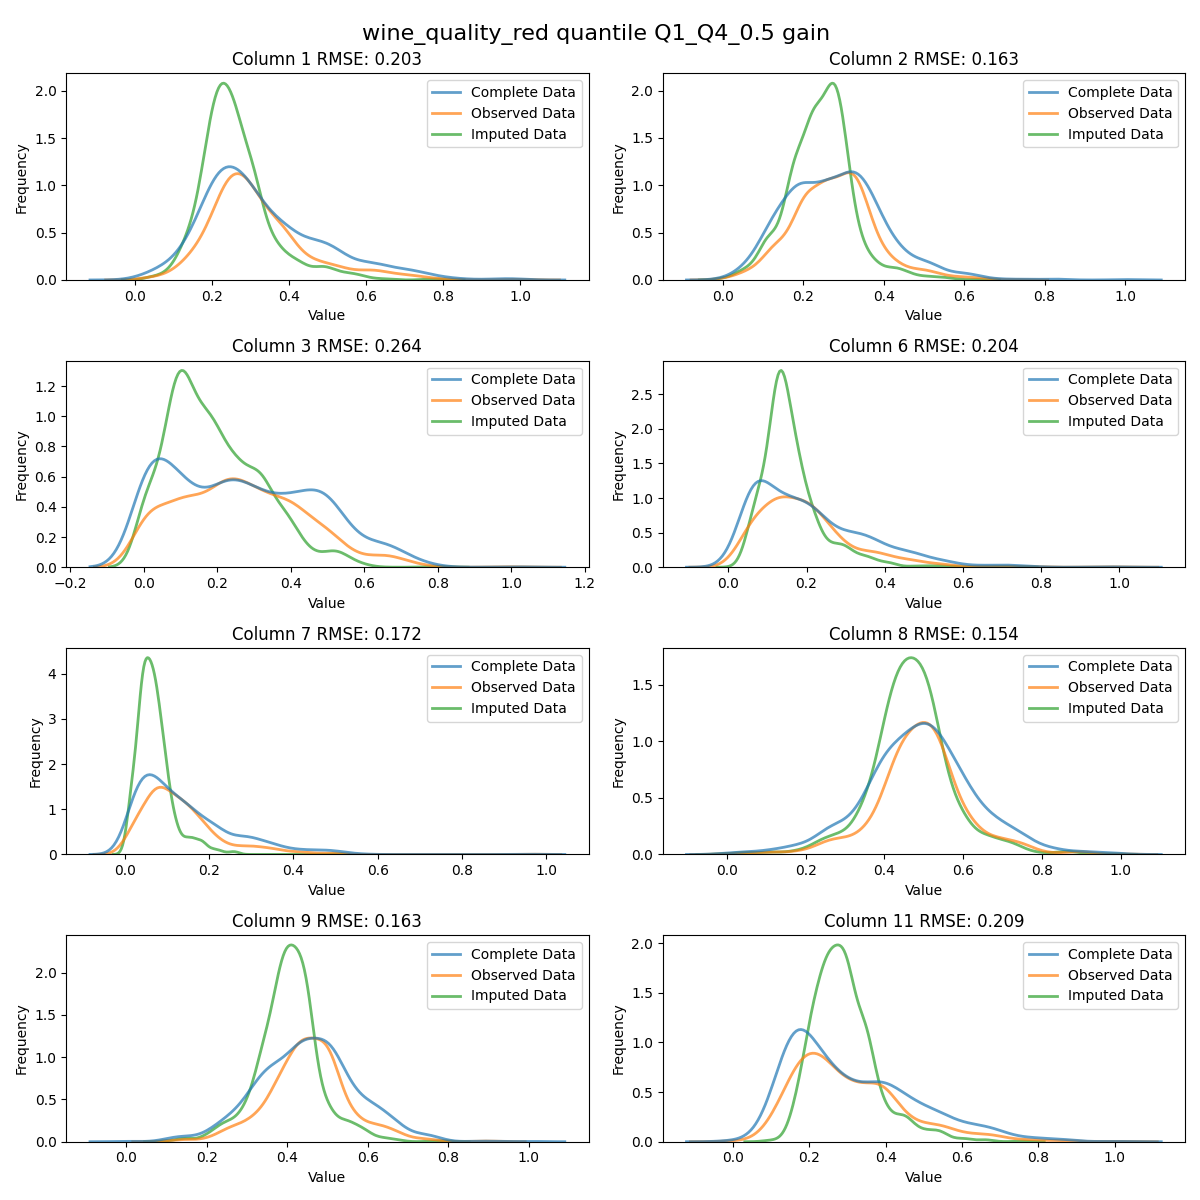 wine_quality_red quantile Q1_Q4_0.5 gain
Column 1 RMSE: 0.203
Frequency
2.0
1.5
1.0
0.5
0.0
Complete Data
Observed Data
Imputed Data
0.0 0.2 0.4 0.6 0.8 1.0
Value
Column 2 RMSE: 0.163
Frequency
2.0
1.5
1.0
0.5
0.0
Complete Data
Observed Data
Imputed Data
0.0 0.2 0.4 0.6 0.8 1.0
Value
Column 3 RMSE: 0.264
Frequency
1.2
1.0
0.8
0.6
0.4
0.2
0.0
Complete Data
Observed Data
Imputed Data
−0.2 0.0 0.2 0.4 0.6 0.8 1.0 1.2
Value
Column 6 RMSE: 0.204
Frequency
2.5
2.0
1.5
1.0
0.5
0.0
Complete Data
Observed Data
Imputed Data
0.0 0.2 0.4 0.6 0.8 1.0
Value
Column 7 RMSE: 0.172
Frequency
4
3
2
1
0
Complete Data
Observed Data
Imputed Data
0.0 0.2 0.4 0.6 0.8 1.0
Value
Column 8 RMSE: 0.154
Frequency
1.5
1.0
0.5
0.0
Complete Data
Observed Data
Imputed Data
0.0 0.2 0.4 0.6 0.8 1.0
Value
Column 9 RMSE: 0.163
Frequency
2.0
1.5
1.0
0.5
0.0
Complete Data
Observed Data
Imputed Data
0.0 0.2 0.4 0.6 0.8 1.0
Value
Column 11 RMSE: 0.209
Frequency
2.0
1.5
1.0
0.5
0.0
Complete Data
Observed Data
Imputed Data
0.0 0.2 0.4 0.6 0.8 1.0
Value